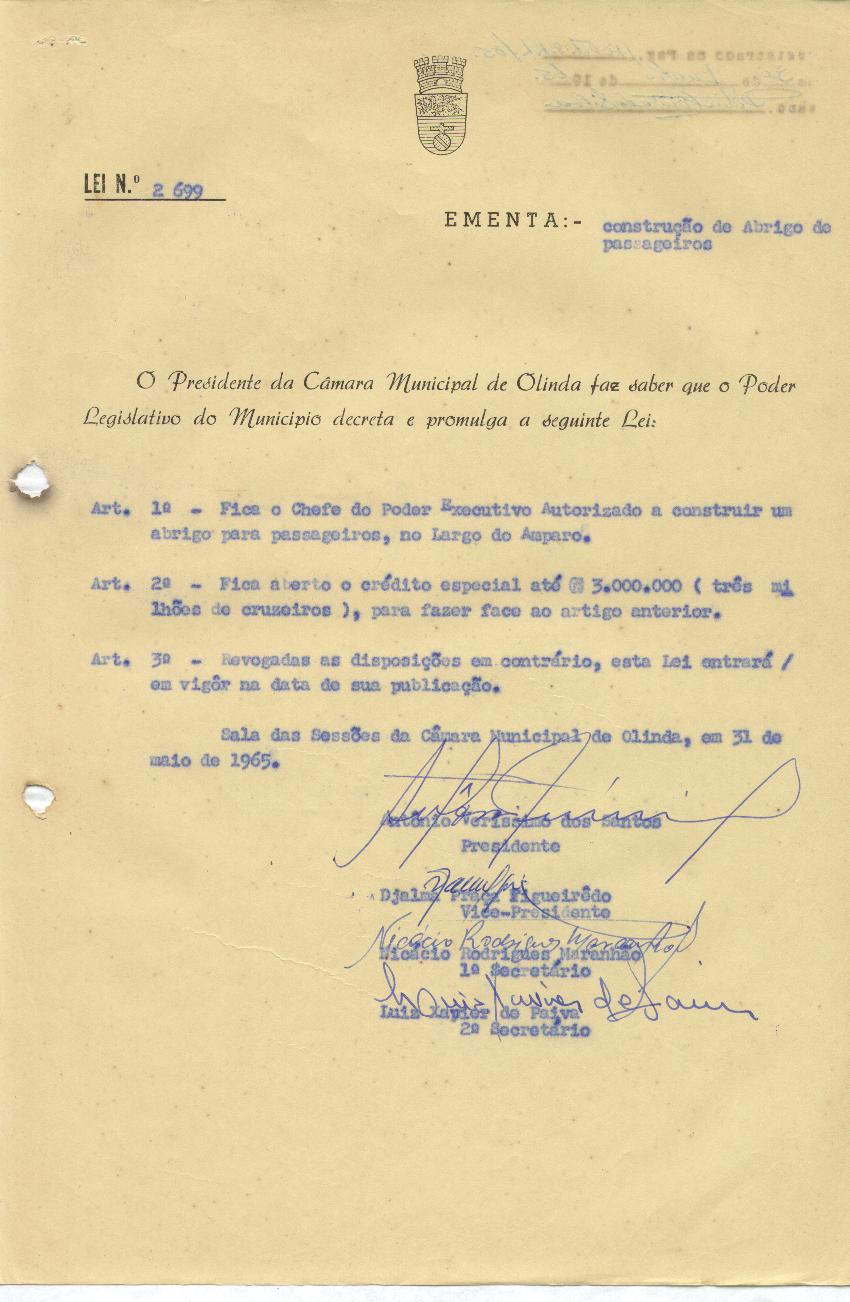 LEI N.º 2 699
EMENTA:- construção de Abrigo de
passageiros
O Presidente da Câmara Municipal de Olinda faz saber que o Poder
Legislativo do Municipio decreta e promulga a seguinte Lei:
Art. 1º - Fica o Chefe do Poder Executivo Autorizado a construir um
abrigo para passageiros, no Largo do Amparo.
Art. 2º - Fica aberto o crédito especial até 3.000.000 ( três mi
lhões de cruzeiros ), para fazer face ao artigo anterior.
Art. 3º - Revogadas as disposições em contrário, esta Lei entrará /
em vigôr na data de sua publicação.
Sala das Sessões da Câmara Municipal de Olinda, em 31 de
maio de 1965.
Antônio Veríssimo dos Santos
Presidente
Djalma Praça Figueirêdo
Vice-Presidente
Nicácio Rodrigues Maranhão
Nicácio Rodrigues Maranhão
1º Secretário
Luiz Xavier de Paiva
Luiz Xavier de Paiva
2º Secretário